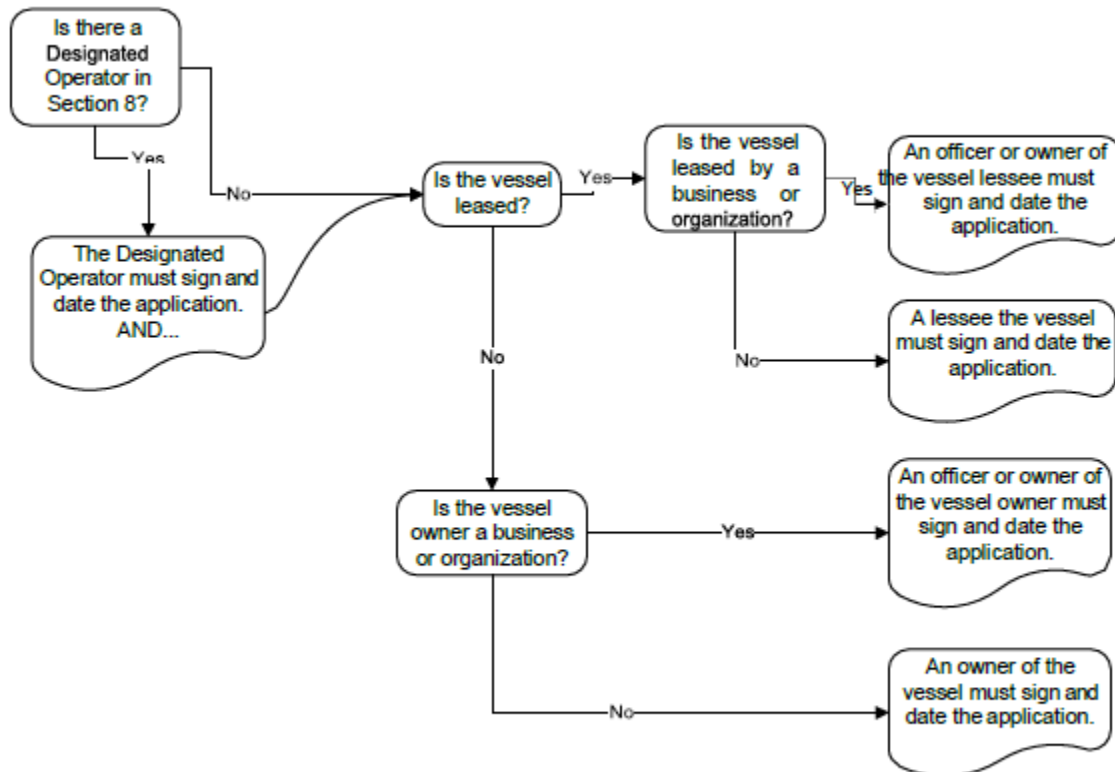 Is there a
Designated
Operator in
Section 8?
Yes
No
The Designated
Operator must sign and
date the application.
AND...
Is the vessel
leased?
Yes
Is the vessel
leased by a
business or
organization?
Yes
An officer or owner of
the vessel lessee must
sign and date the
application.
No
A lessee the vessel
must sign and date the
application.
No
Is the vessel
owner a business
or organization?
Yes
An officer or owner of
the vessel owner must
sign and date the
application.
No
An owner of the
vessel must sign and
date the application.